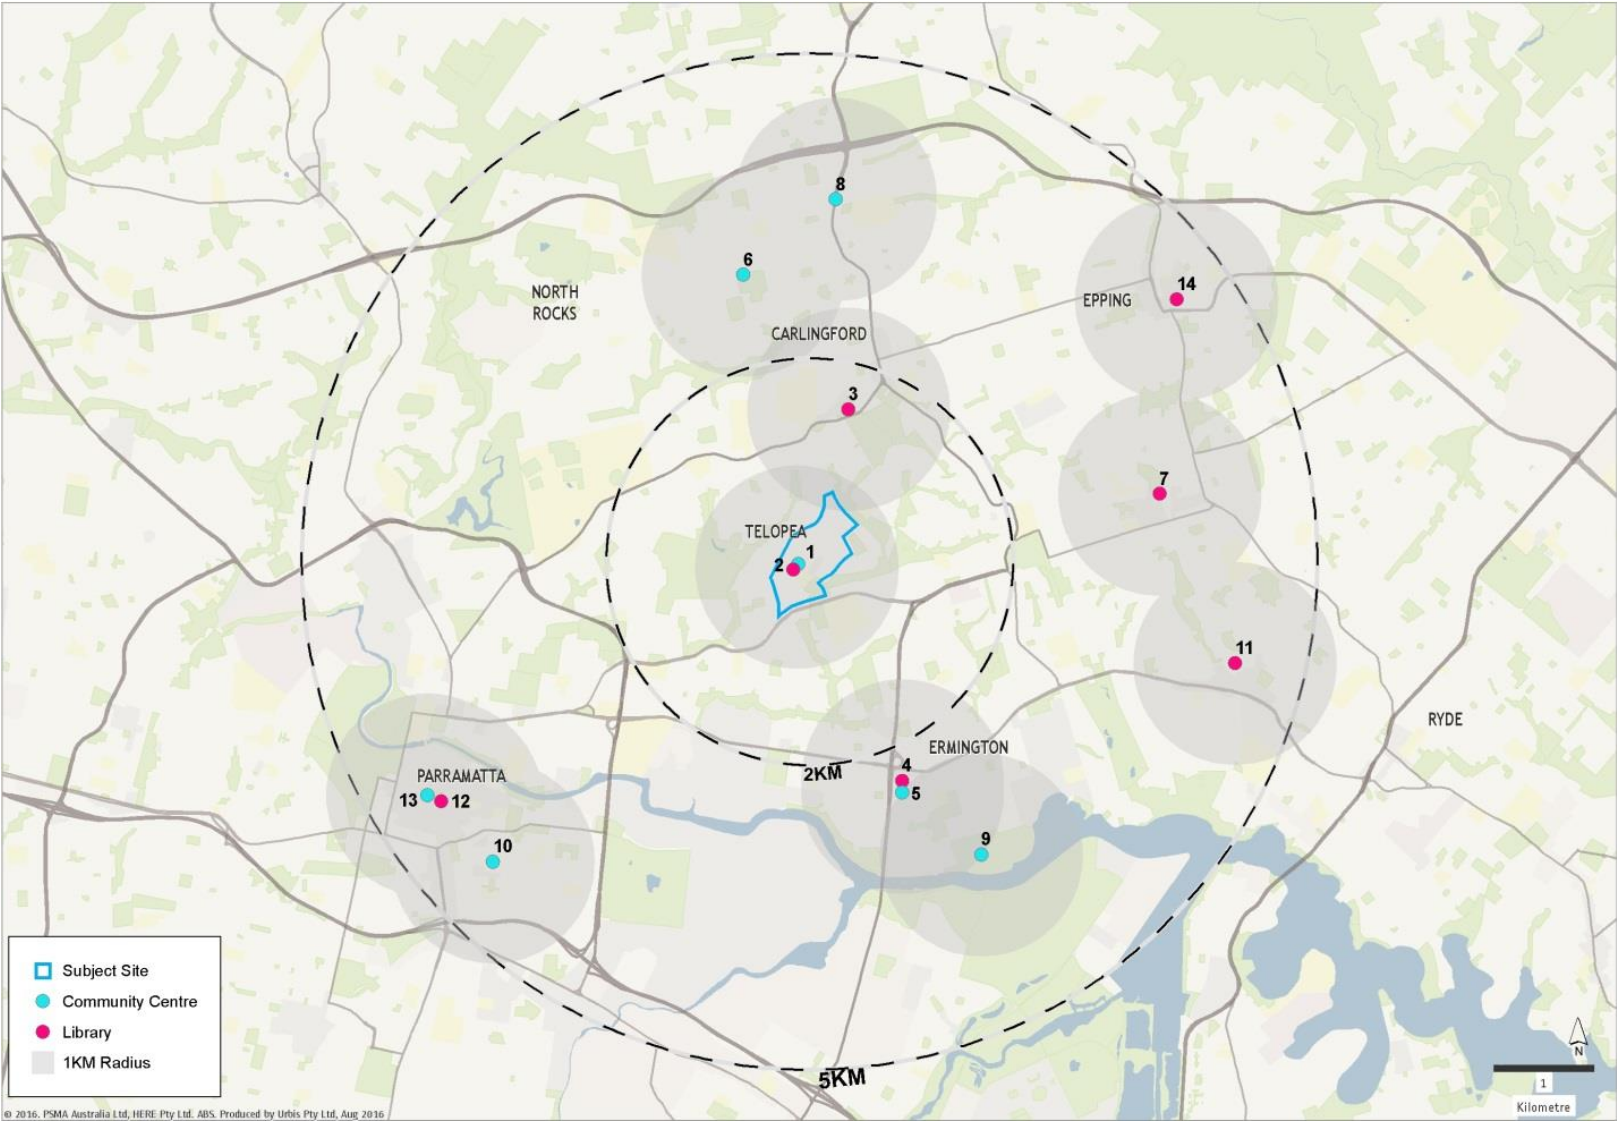 8
6
14
NORTH
ROCKS
EPPING
CARLINGFORD
3
7
TELOPEA
1
2
11
RYDE
ERMINGTON
2KM
4
PARRAMATTA
5
13
12
9
10
Subject Site
Community Centre
Library
1KM Radius
5KM
N
1
Kilometre
© 2016. PSMA Australia Ltd, HERE Pty Ltd. ABS. Produced by Urbis Pty Ltd, Aug 2016